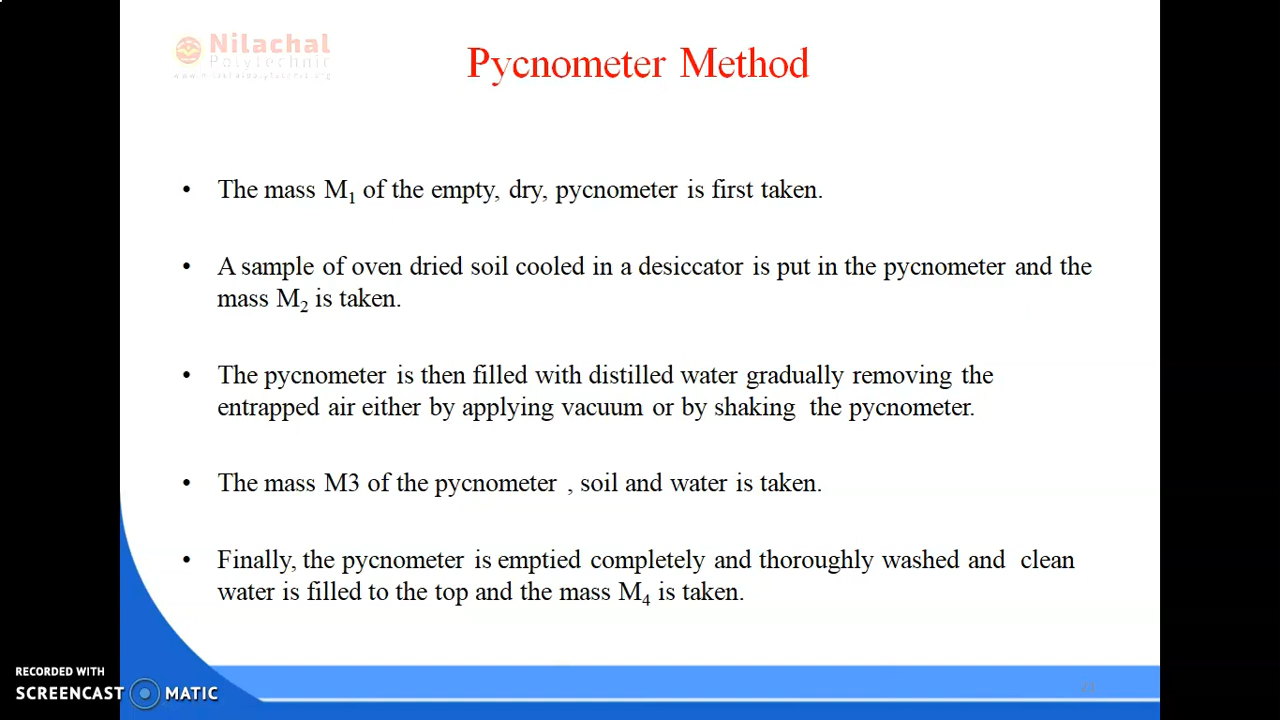 Nilachal
Polytechnic
www.nilachalpolytechnic.org
Pycnometer Method
• The mass M1 of the empty, dry, pycnometer is first taken.
• A sample of oven dried soil cooled in a desiccator is put in the pycnometer and the
mass M2 is taken.
• The pycnometer is then filled with distilled water gradually removing the
entrapped air either by applying vacuum or by shaking the pycnometer.
• The mass M3 of the pycnometer , soil and water is taken.
• Finally, the pycnometer is emptied completely and thoroughly washed and clean
water is filled to the top and the mass M4 is taken.
RECORDED WITH
SCREENCAST MATIC